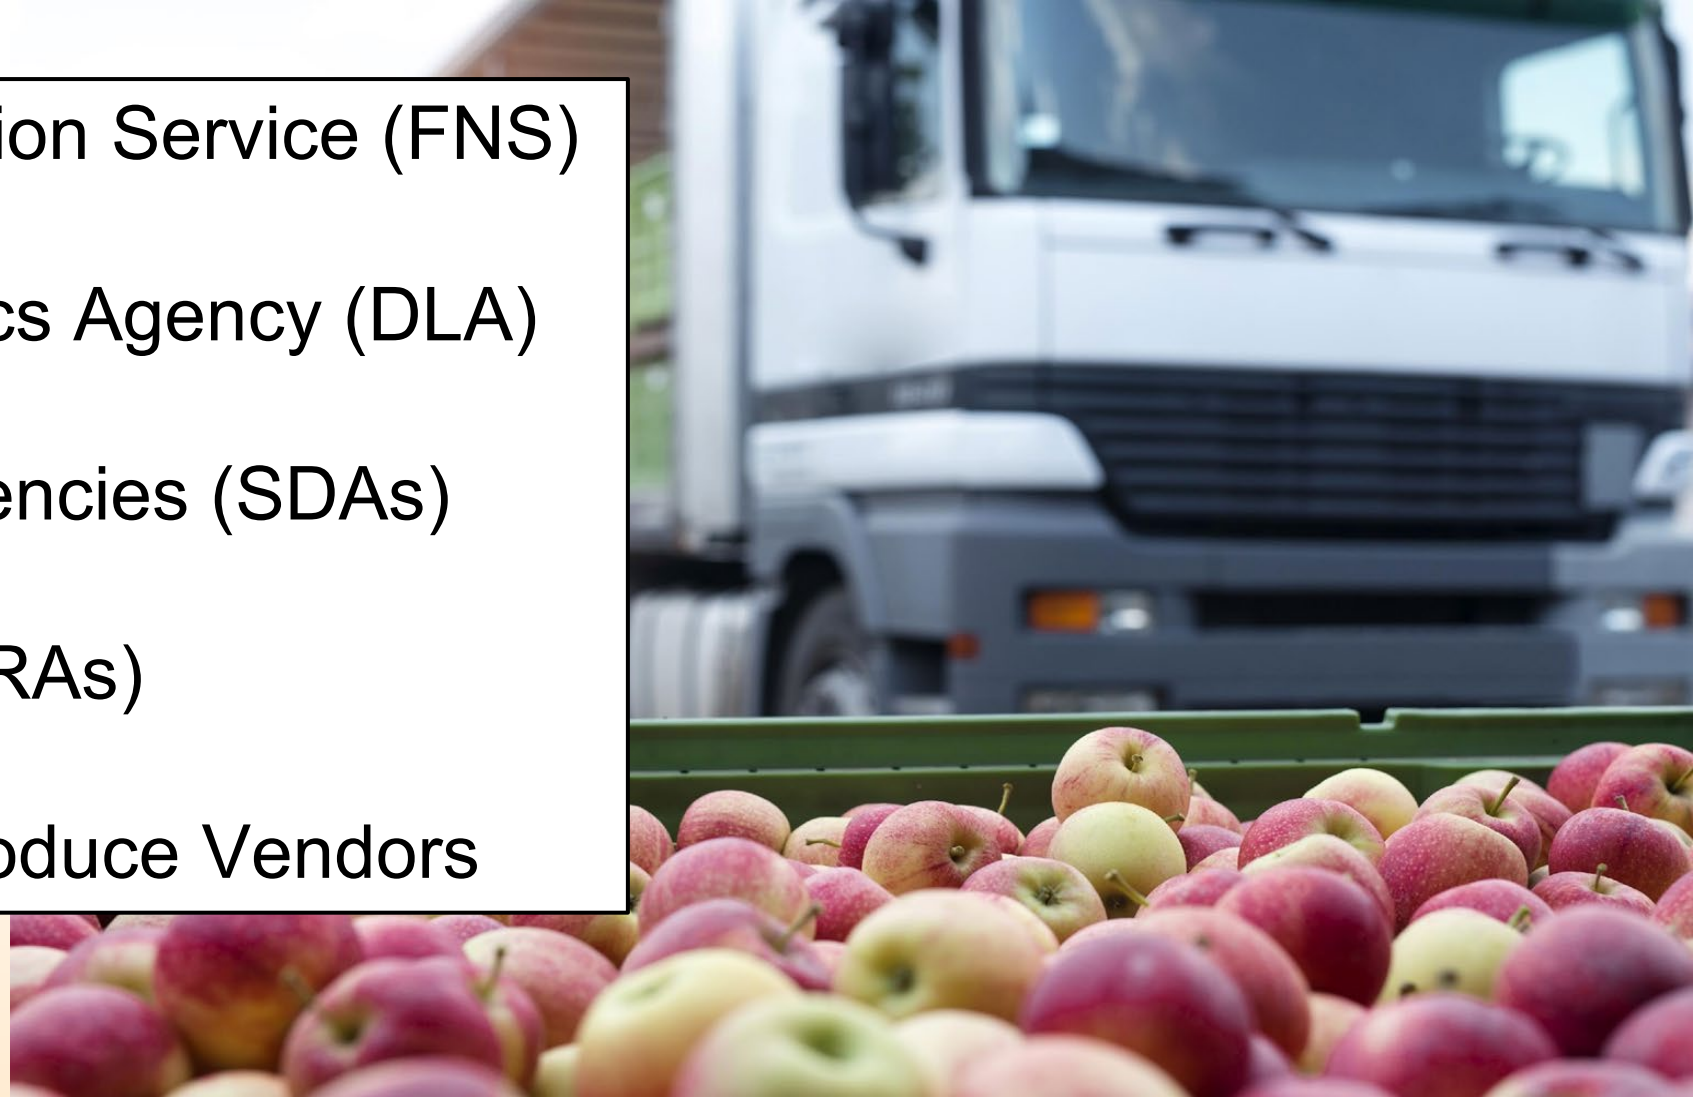 ion Service (FNS)
cs Agency (DLA)
encies (SDAs)
RAs)
oduce Vendors